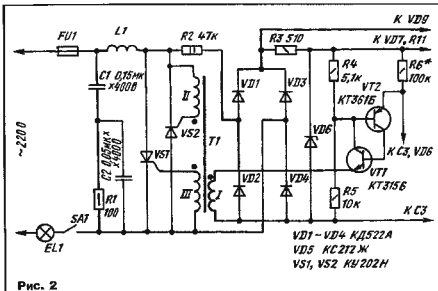 К VD9
FU1
L1
R2 47к
R3 510
К VD7, R11
C1 0,15мк
×400В
R4
5,1к
VT2
КТ361Б
R6*
100к
II
VD1
VD3
VS2
T1
~220В
VS1
VD6
К C3, VD6
C2 0,05мк
×400В
III
I
VD2
VD4
VT1
КТ315Б
R1
100
R5
10к
SA1
К C3
EL1
VD1-VD4 КД522А
VD5 КС212Ж
VS1, VS2 КУ202Н
Рис. 2